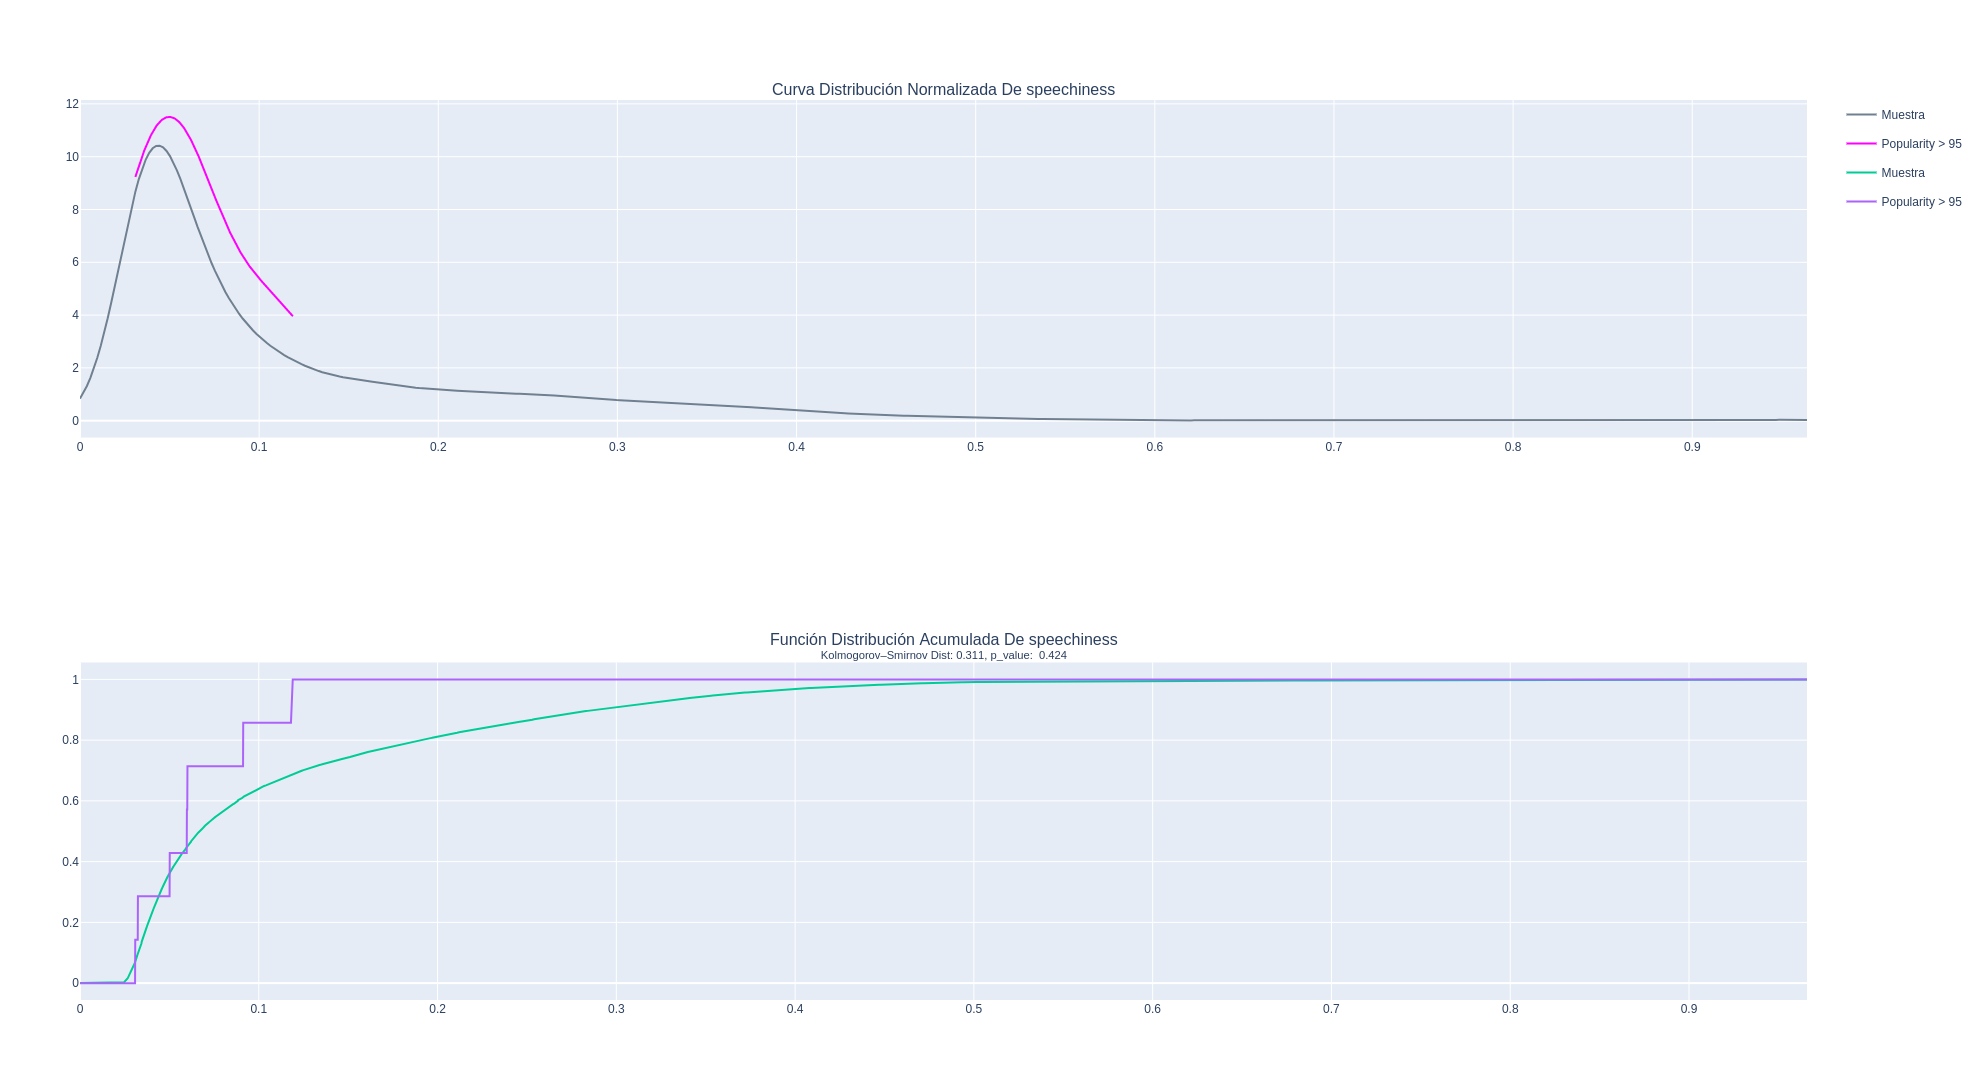 Curva Distribución Normalizada De speechiness
12
10
8
6
4
2
0
0 0.1 0.2 0.3 0.4 0.5 0.6 0.7 0.8 0.9
Muestra
Popularity > 95
Muestra
Popularity > 95
Función Distribución Acumulada De speechiness
Kolmogorov–Smirnov Dist: 0.311, p_value: 0.424
1
0.8
0.6
0.4
0.2
0
0 0.1 0.2 0.3 0.4 0.5 0.6 0.7 0.8 0.9